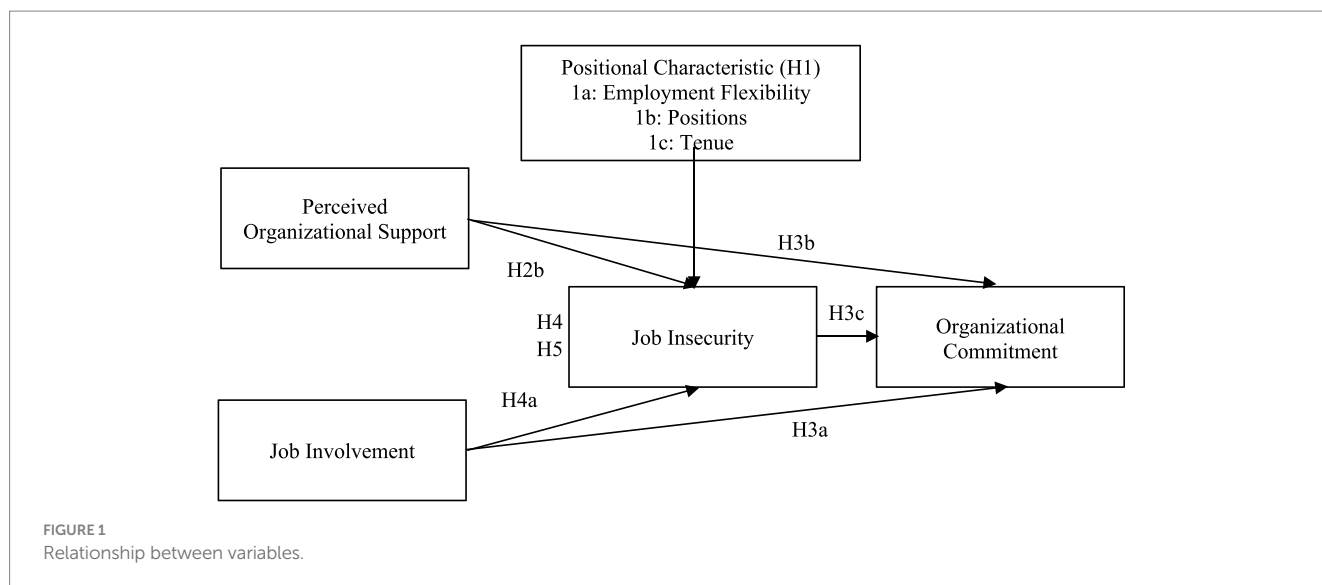 Positional Characteristic (H1)
1a: Employment Flexibility
1b: Positions
1c: Tenue
Perceived
Organizational Support
H3b
H2b
H4
H5
Job Insecurity
H3c
Organizational
Commitment
H4a
H3a
Job Involvement
FIGURE 1
Relationship between variables.